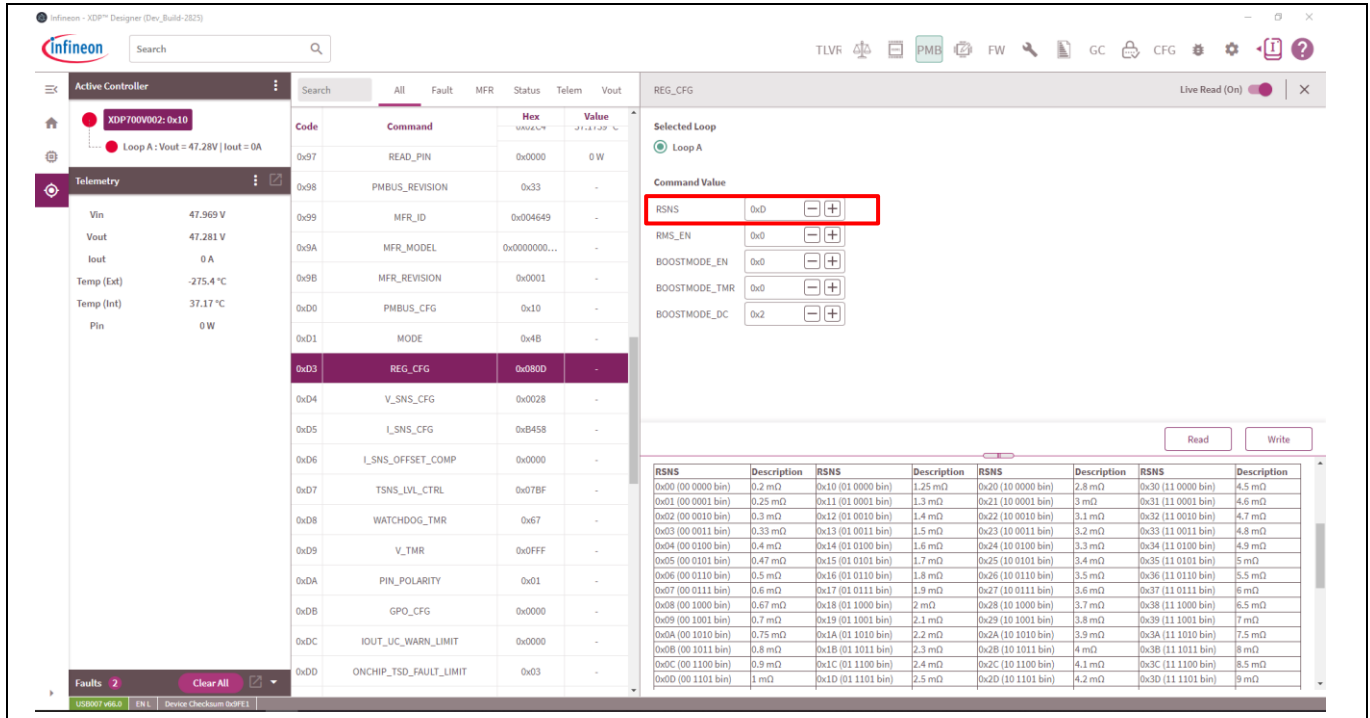 Infineon - XDP™ Designer (Dev_Build-2825)
infineon Search TLVR PMB FW GC CFG
Active Controller
XDP700V002: 0x10
Loop A : Vout = 47.28V | Iout = 0A
Telemetry
Vin 47.969 V
Vout 47.281 V
Iout 0 A
Temp (Ext) -275.4 °C
Temp (Int) 37.17 °C
Pin 0 W
Faults 2 Clear All
USB007 v66.0 EN L Device Checksum 0x9FE1
Search All Fault MFR Status Telem Vout
Code Command Hex Value
0x97 READ_PIN 0x0000 0 W
0x98 PMBUS_REVISION 0x33 -
0x99 MFR_ID 0x004649 -
0x9A MFR_MODEL 0x0000000... -
0x9B MFR_REVISION 0x0001 -
0xD0 PMBUS_CFG 0x10 -
0xD1 MODE 0x4B -
0xD3 REG_CFG 0x080D -
0xD4 V_SNS_CFG 0x0028 -
0xD5 I_SNS_CFG 0xB458 -
0xD6 I_SNS_OFFSET_COMP 0x0000 -
0xD7 TSNS_LVL_CTRL 0x07BF -
0xD8 WATCHDOG_TMR 0x67 -
0xD9 V_TMR 0x0FFF -
0xDA PIN_POLARITY 0x01 -
0xDB GPO_CFG 0x0000 -
0xDC IOUT_UC_WARN_LIMIT 0x0000 -
0xDD ONCHIP_TSD_FAULT_LIMIT 0x03 -
REG_CFG Live Read (On)
Selected Loop
Loop A
Command Value
RSNS 0xD
RMS_EN 0x0
BOOSTMODE_EN 0x0
BOOSTMODE_TMR 0x0
BOOSTMODE_DC 0x2
Read Write
RSNS Description RSNS Description RSNS Description RSNS Description
0x00 (00 0000 bin) 0.2 mΩ 0x10 (01 0000 bin) 1.25 mΩ 0x20 (10 0000 bin) 2.8 mΩ 0x30 (11 0000 bin) 4.5 mΩ
0x01 (00 0001 bin) 0.25 mΩ 0x11 (01 0001 bin) 1.3 mΩ 0x21 (10 0001 bin) 3 mΩ 0x31 (11 0001 bin) 4.6 mΩ
0x02 (00 0010 bin) 0.3 mΩ 0x12 (01 0010 bin) 1.4 mΩ 0x22 (10 0010 bin) 3.1 mΩ 0x32 (11 0010 bin) 4.7 mΩ
0x03 (00 0011 bin) 0.33 mΩ 0x13 (01 0011 bin) 1.5 mΩ 0x23 (10 0011 bin) 3.2 mΩ 0x33 (11 0011 bin) 4.8 mΩ
0x04 (00 0100 bin) 0.4 mΩ 0x14 (01 0100 bin) 1.6 mΩ 0x24 (10 0100 bin) 3.3 mΩ 0x34 (11 0100 bin) 4.9 mΩ
0x05 (00 0101 bin) 0.47 mΩ 0x15 (01 0101 bin) 1.7 mΩ 0x25 (10 0101 bin) 3.4 mΩ 0x35 (11 0101 bin) 5 mΩ
0x06 (00 0110 bin) 0.5 mΩ 0x16 (01 0110 bin) 1.8 mΩ 0x26 (10 0110 bin) 3.5 mΩ 0x36 (11 0110 bin) 5.5 mΩ
0x07 (00 0111 bin) 0.6 mΩ 0x17 (01 0111 bin) 1.9 mΩ 0x27 (10 0111 bin) 3.6 mΩ 0x37 (11 0111 bin) 6 mΩ
0x08 (00 1000 bin) 0.67 mΩ 0x18 (01 1000 bin) 2 mΩ 0x28 (10 1000 bin) 3.7 mΩ 0x38 (11 1000 bin) 6.5 mΩ
0x09 (00 1001 bin) 0.7 mΩ 0x19 (01 1001 bin) 2.1 mΩ 0x29 (10 1001 bin) 3.8 mΩ 0x39 (11 1001 bin) 7 mΩ
0x0A (00 1010 bin) 0.75 mΩ 0x1A (01 1010 bin) 2.2 mΩ 0x2A (10 1010 bin) 3.9 mΩ 0x3A (11 1010 bin) 7.5 mΩ
0x0B (00 1011 bin) 0.8 mΩ 0x1B (01 1011 bin) 2.3 mΩ 0x2B (10 1011 bin) 4 mΩ 0x3B (11 1011 bin) 8 mΩ
0x0C (00 1100 bin) 0.9 mΩ 0x1C (01 1100 bin) 2.4 mΩ 0x2C (10 1100 bin) 4.1 mΩ 0x3C (11 1100 bin) 8.5 mΩ
0x0D (00 1101 bin) 1 mΩ 0x1D (01 1101 bin) 2.5 mΩ 0x2D (10 1101 bin) 4.2 mΩ 0x3D (11 1101 bin) 9 mΩ